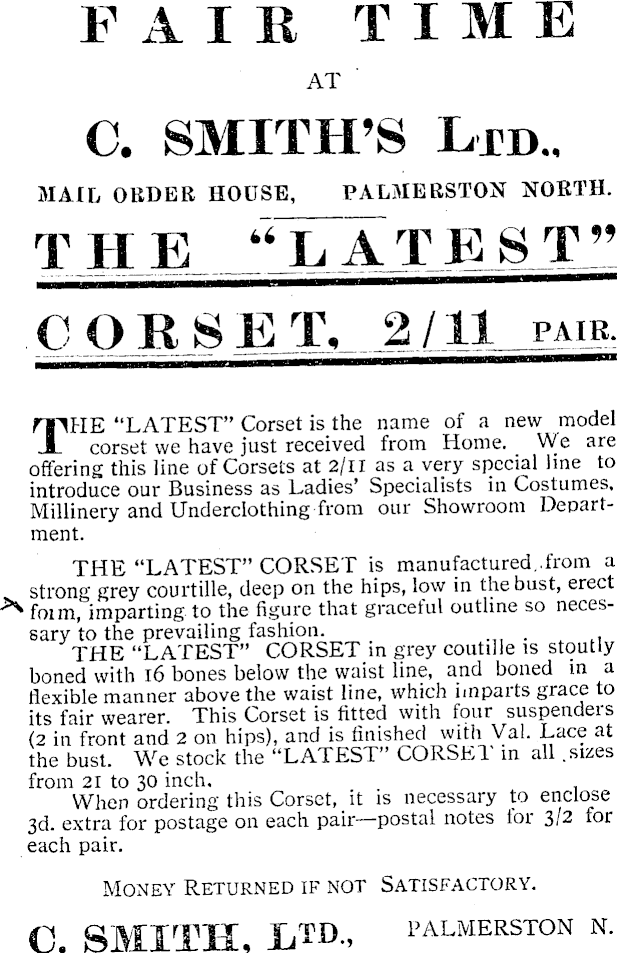 FAIR TIME
AT
C. SMITH'S LTD.,
MAIL ORDER HOUSE, PALMERSTON NORTH.
THE “LATEST”
CORSET, 2/11 PAIR.
THE “LATEST” Corset is the name of a new model
corset we have just received from Home. We are
offering this line of Corsets at 2/11 as a very special line to
introduce our Business as Ladies' Specialists in Costumes,
Millinery and Underclothing from our Showroom Depart-
ment.
THE “LATEST” CORSET is manufactured from a
strong grey courtille, deep on the hips, low in the bust, erect
form, imparting to the figure that graceful outline so neces-
sary to the prevailing fashion.
THE “LATEST” CORSET in grey coutille is stoutly
boned with 16 bones below the waist line, and boned in a
flexible manner above the waist line, which imparts grace to
its fair wearer. This Corset is fitted with four suspenders
(2 in front and 2 on hips), and is finished with Val. Lace at
the bust. We stock the “LATEST” CORSET in all sizes
from 21 to 30 inch.
When ordering this Corset, it is necessary to enclose
3d. extra for postage on each pair—postal notes for 3/2 for
each pair.
MONEY RETURNED IF NOT SATISFACTORY.
C. SMITH, LTD., PALMERSTON N.